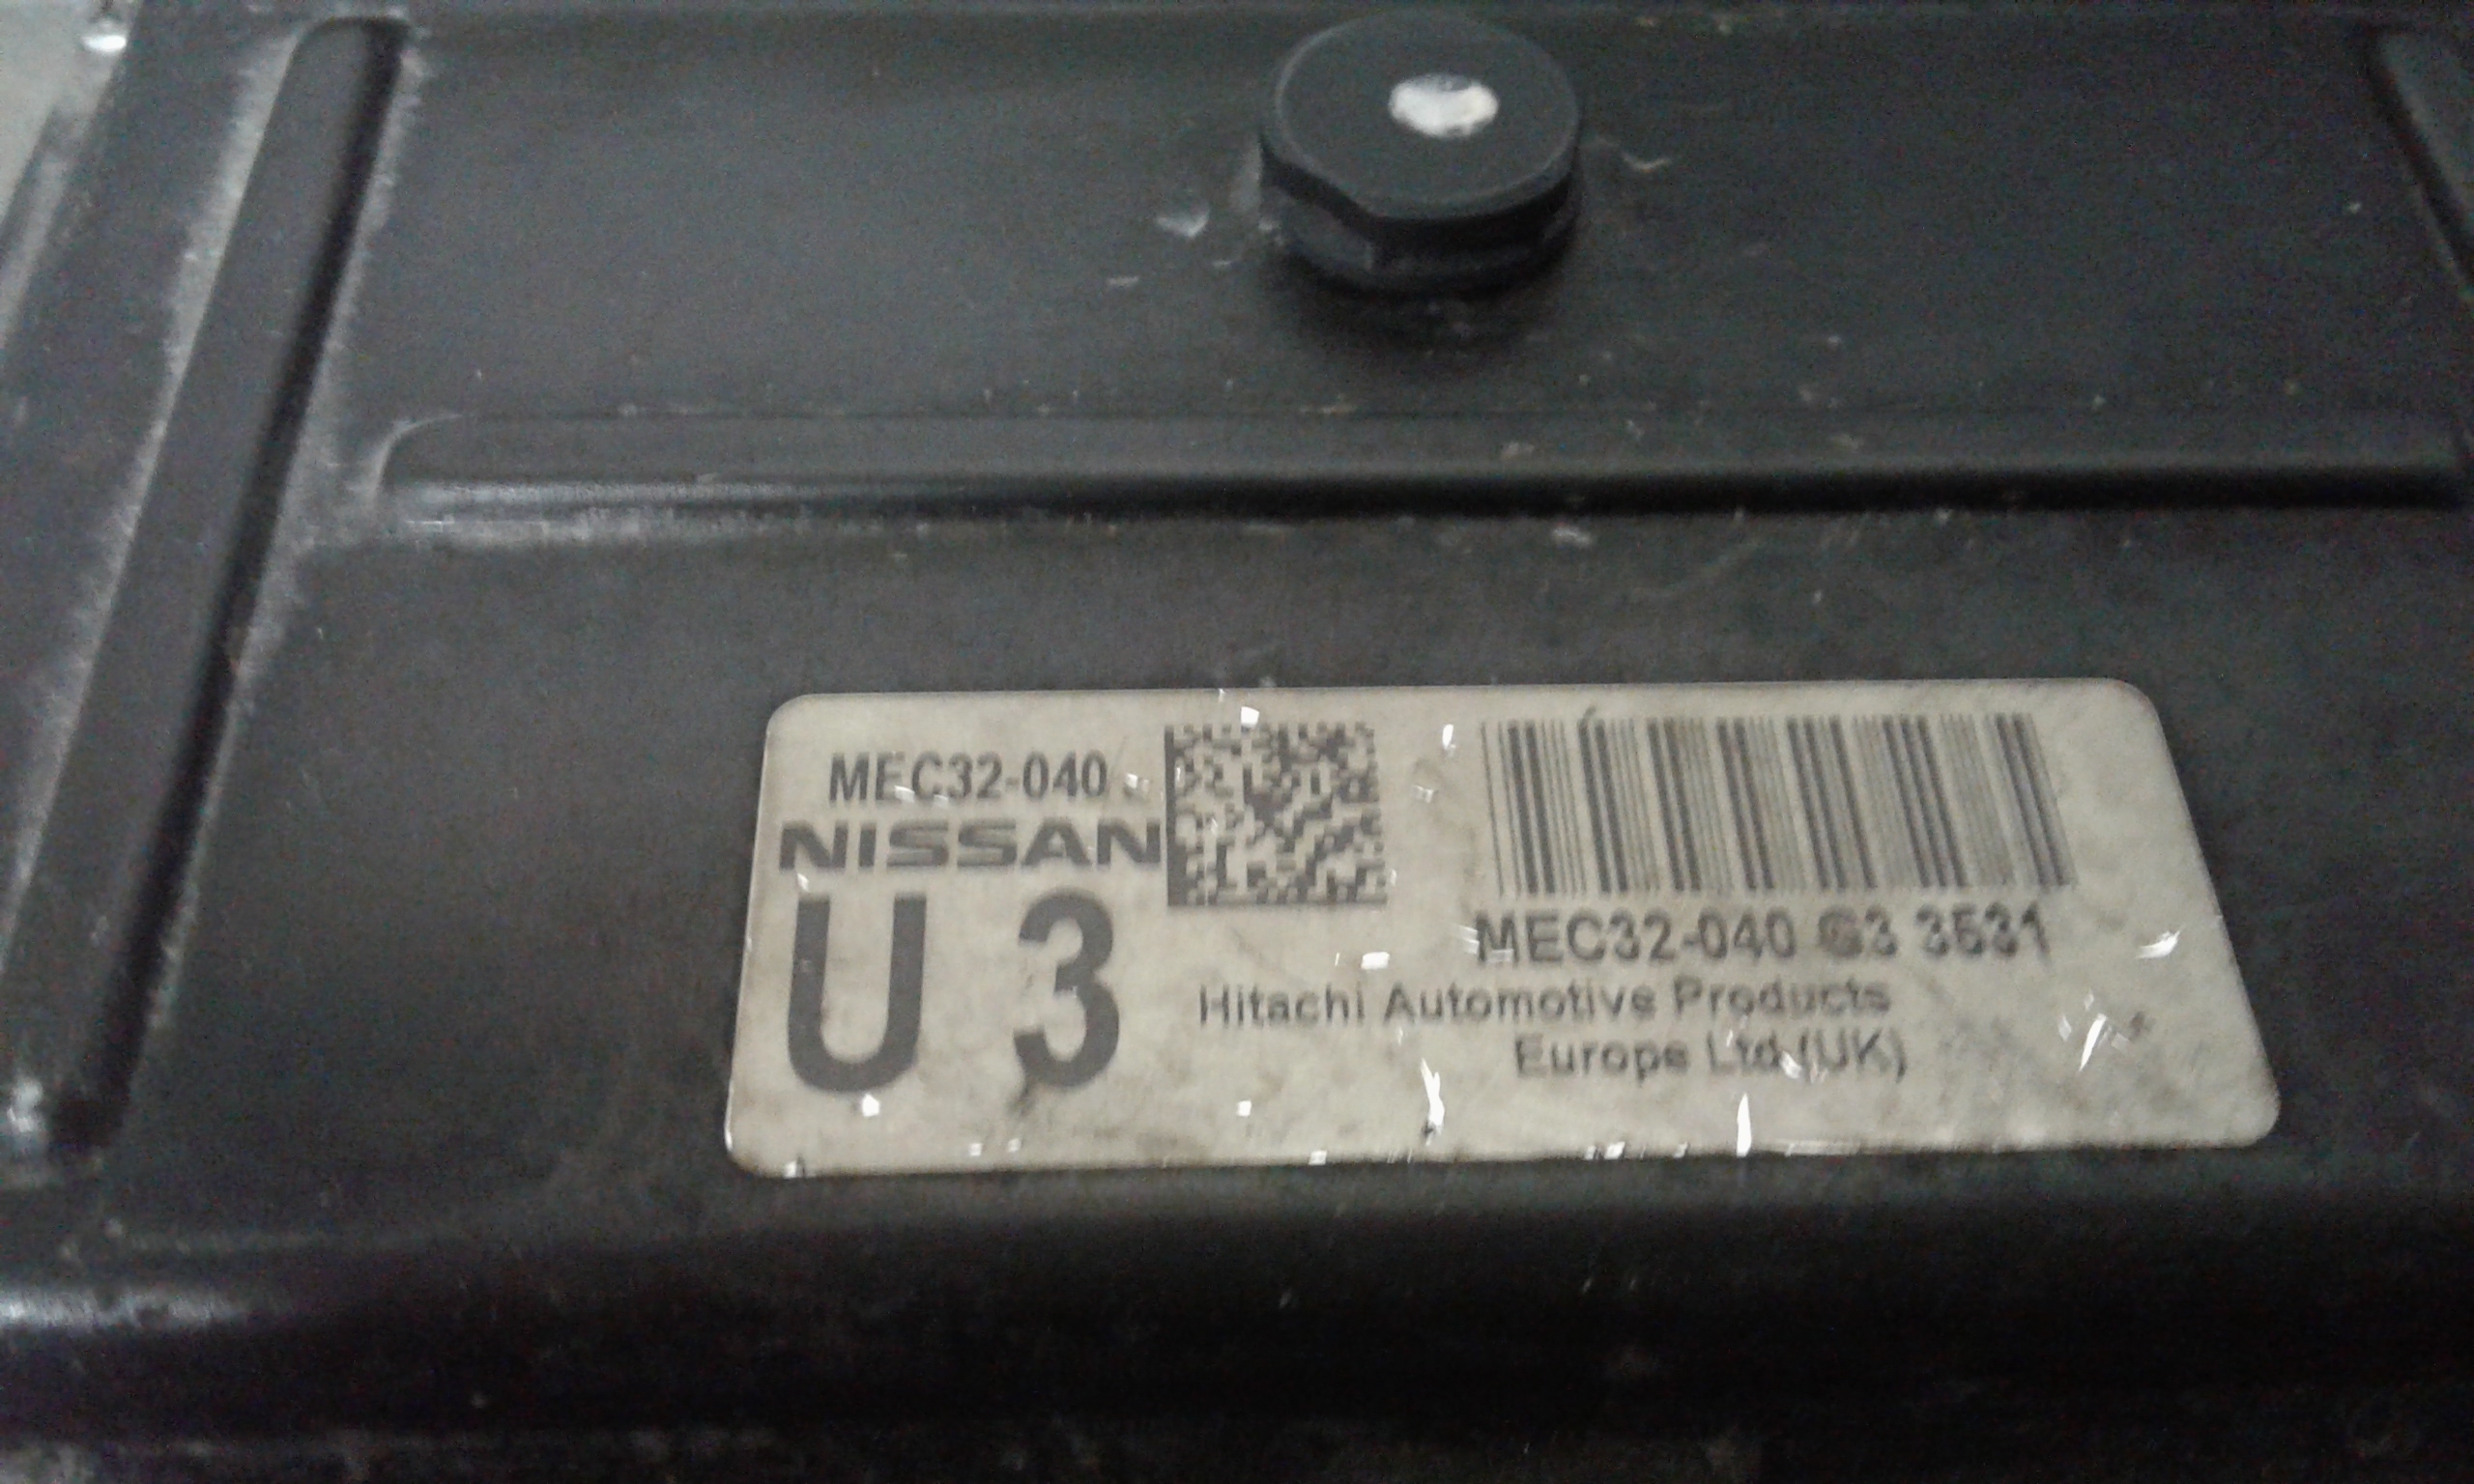 MEC32-040
NISSAN
U 3
MEC32-040 G3 3531
Hitachi Automotive Products
Europe Ltd.(UK)